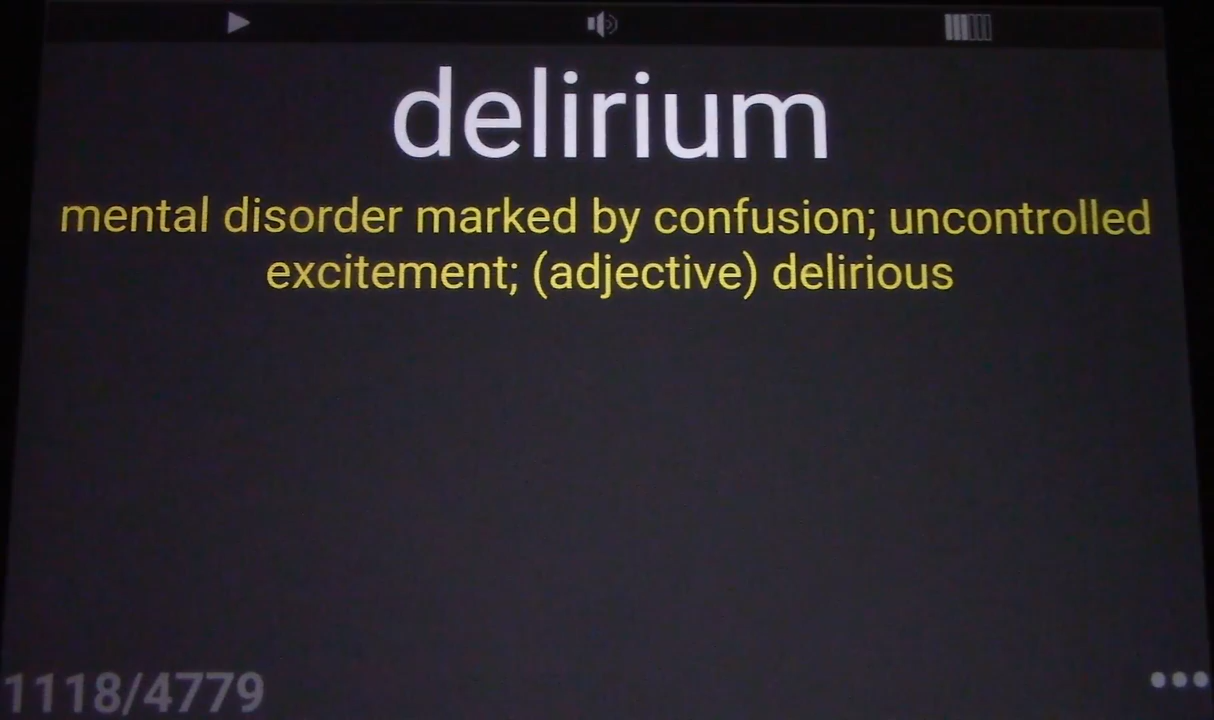 delirium
mental disorder marked by confusion; uncontrolled
excitement; (adjective) delirious
1118/4779